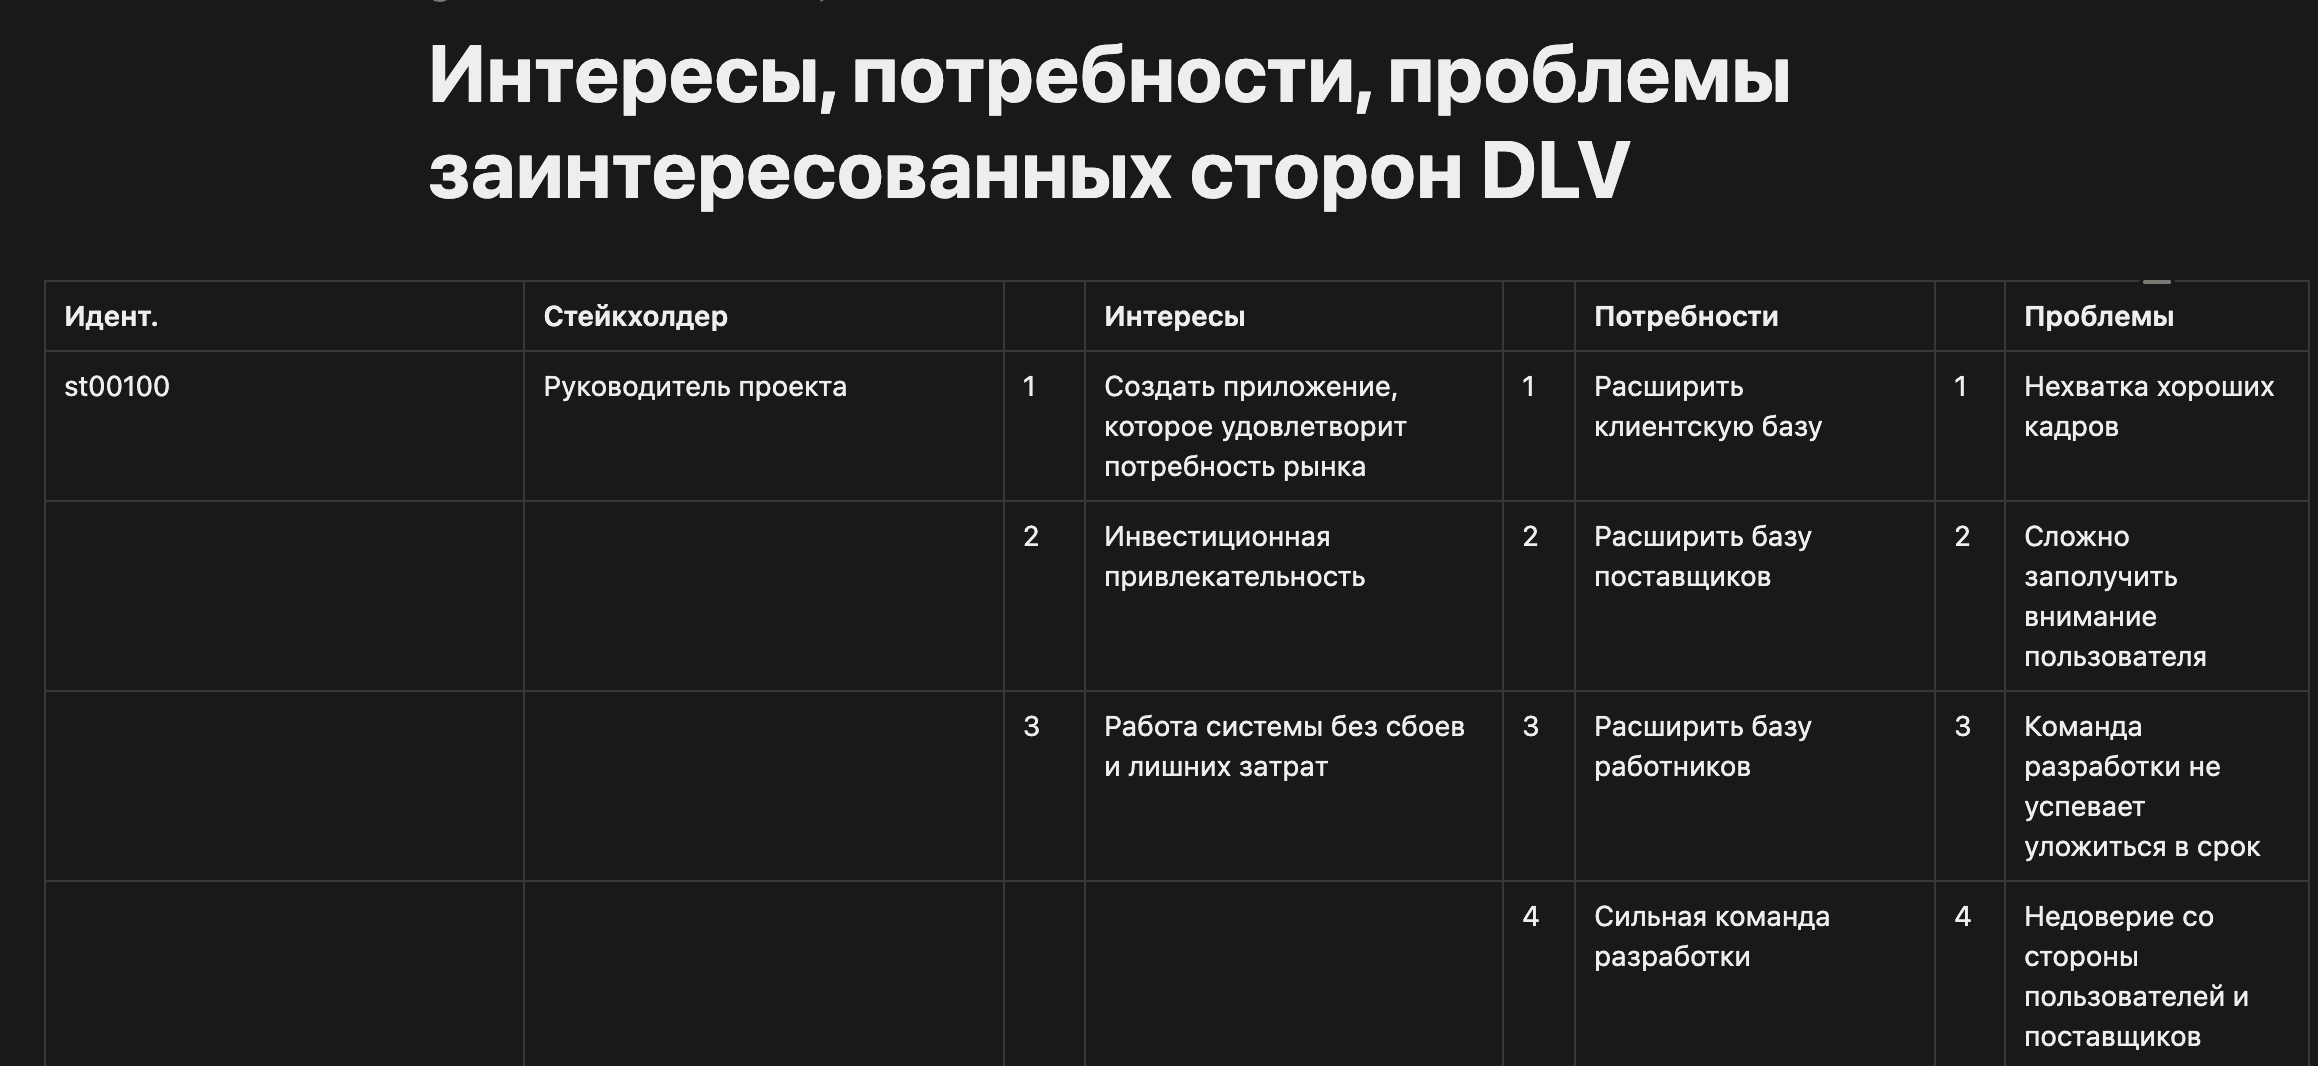 Интересы, потребности, проблемы
заинтересованных сторон DLV
Идент.
Стейкхолдер
Интересы
Потребности
Проблемы
st00100
Руководитель проекта
1
Создать приложение,
которое удовлетворит
потребность рынка
1
Расширить
клиентскую базу
1
Нехватка хороших
кадров
2
Инвестиционная
привлекательность
2
Расширить базу
поставщиков
2
Сложно
заполучить
внимание
пользователя
3
Работа системы без сбоев
и лишних затрат
3
Расширить базу
работников
3
Команда
разработки не
успевает
уложиться в срок
4
Сильная команда
разработки
4
Недоверие со
стороны
пользователей и
поставщиков